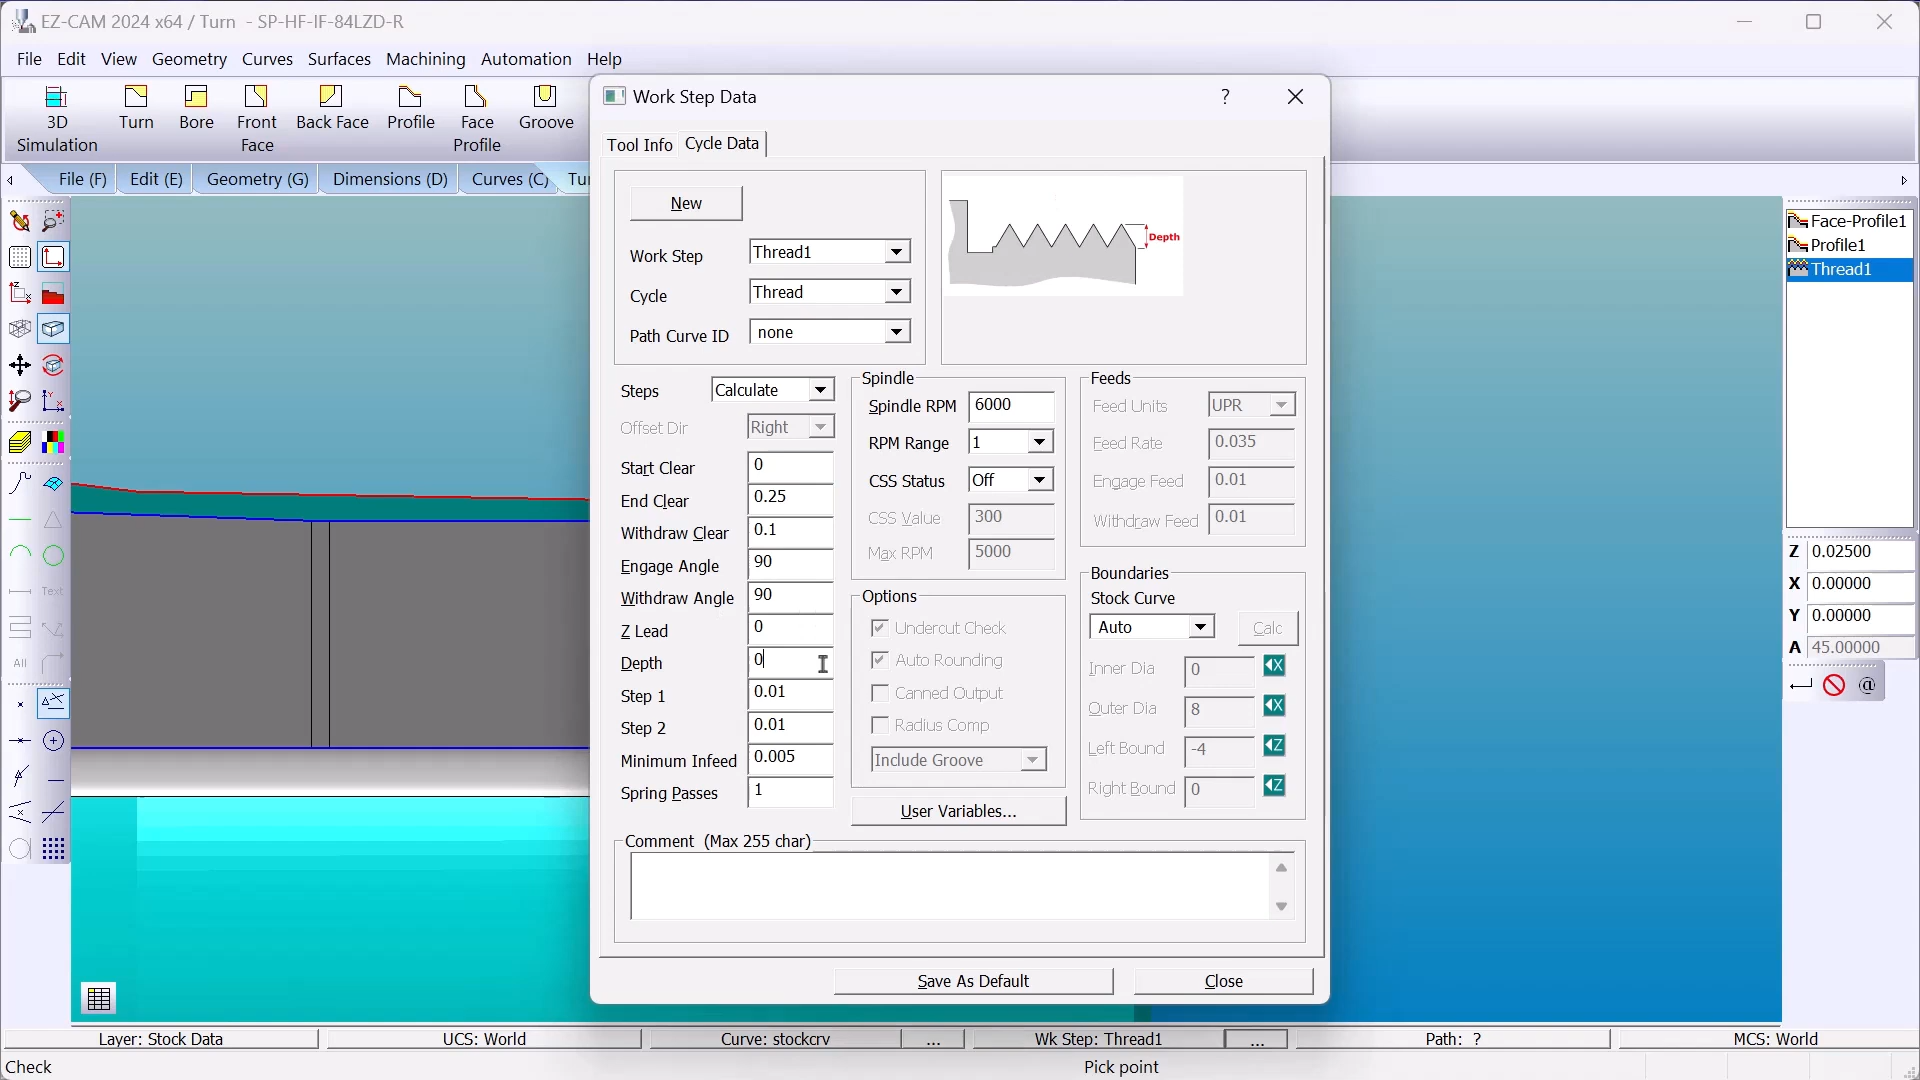 EZ-CAM 2024 x64 / Turn - SP-HF-IF-84LZD-R
File Edit View Geometry Curves Surfaces Machining Automation Help
3D Simulation
Turn
Bore
Front Face
Back Face
Profile
Face Profile
Groove
File (F)
Edit (E)
Geometry (G)
Dimensions (D)
Curves (C)
Tu
Work Step Data
?
Tool Info
Cycle Data
New
Work Step Thread1
Cycle Thread
Path Curve ID none
Depth
Steps Calculate
Offset Dir Right
Start Clear 0
End Clear 0.25
Withdraw Clear 0.1
Engage Angle 90
Withdraw Angle 90
Z Lead 0
Depth 0
Step 1 0.01
Step 2 0.01
Minimum Infeed 0.005
Spring Passes 1
Spindle
Spindle RPM 6000
RPM Range 1
CSS Status Off
CSS Value 300
Max RPM 5000
Options
Undercut Check
Auto Rounding
Canned Output
Radius Comp
Include Groove
User Variables...
Feeds
Feed Units UPR
Feed Rate 0.035
Engage Feed 0.01
Withdraw Feed 0.01
Boundaries
Stock Curve
Auto
Calc
Inner Dia 0 X
Outer Dia 8 X
Left Bound -4 Z
Right Bound 0 Z
Comment (Max 255 char)
Save As Default
Close
Face-Profile1
Profile1
Thread1
Z 0.02500
X 0.00000
Y 0.00000
A 45.00000
@
Text
All
Layer: Stock Data
UCS: World
Curve: stockcrv
...
Wk Step: Thread1
...
Path: ?
MCS: World
Check
Pick point